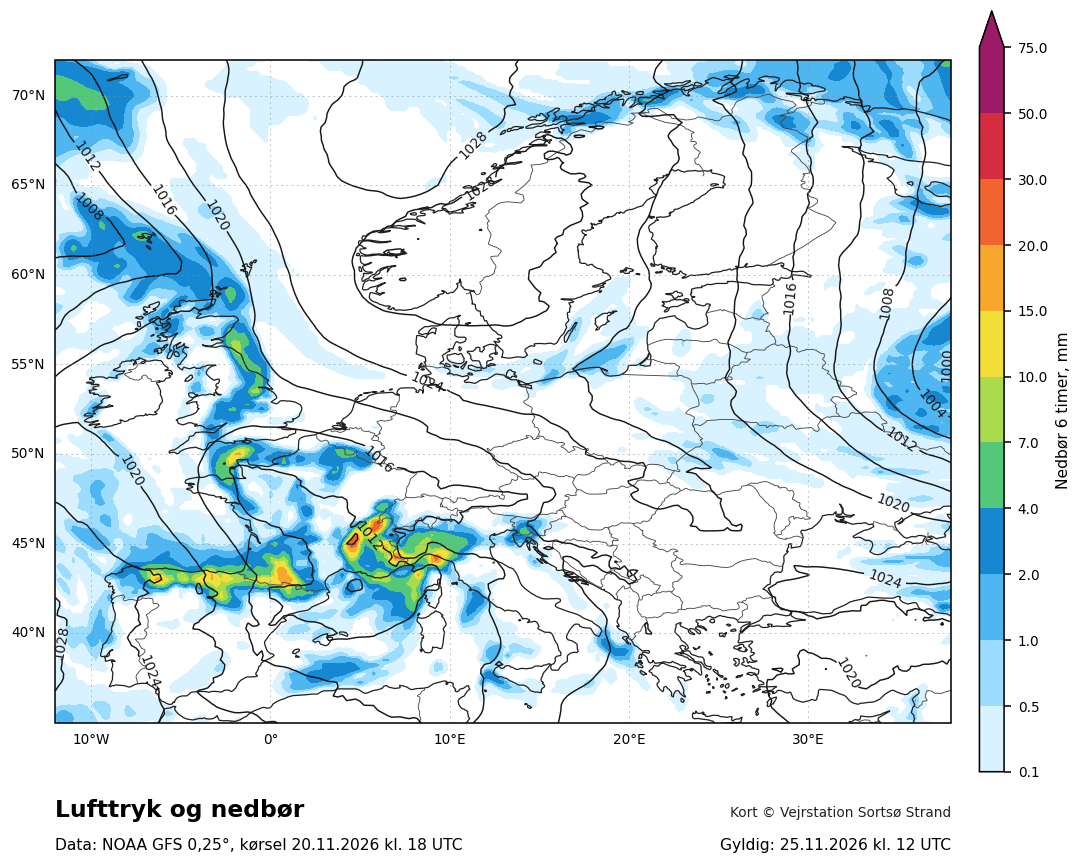 75.0
50.0
30.0
20.0
15.0
10.0
7.0
4.0
2.0
1.0
0.5
0.1
Nedbør 6 timer, mm
70°N
65°N
60°N
55°N
50°N
45°N
40°N
10°W
0°
10°E
20°E
30°E
1012
1008
1016
1020
1028
1028
1016
1008
1000
1004
1012
1024
1016
1020
1020
1012
1024
1028
1024
1020
Lufttryk og nedbør
Kort © Vejrstation Sortsø Strand
Data: NOAA GFS 0,25°, kørsel 20.11.2026 kl. 18 UTC
Gyldig: 25.11.2026 kl. 12 UTC